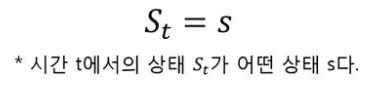 S_t = s
* 시간 t에서의 상태 S_t가 어떤 상태 s다.